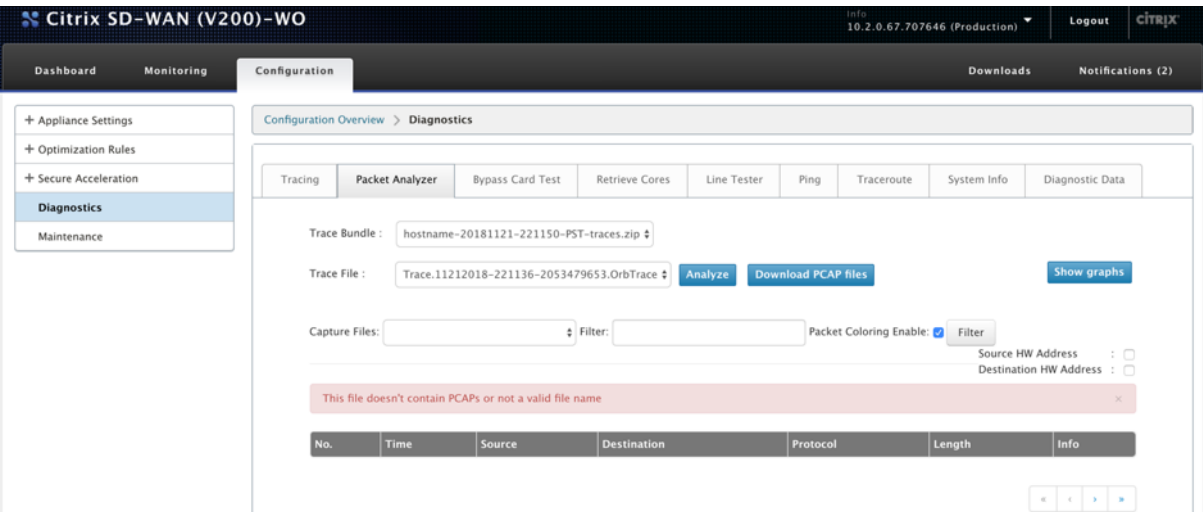 Citrix SD-WAN (V200)-WO
Info
10.2.0.67.707646 (Production)
Logout
CITRIX
Dashboard Monitoring Configuration Downloads Notifications (2)
+ Appliance Settings
+ Optimization Rules
+ Secure Acceleration
Diagnostics
Maintenance
Configuration Overview > Diagnostics
Tracing Packet Analyzer Bypass Card Test Retrieve Cores Line Tester Ping Traceroute System Info Diagnostic Data
Trace Bundle : hostname-20181121-221150-PST-traces.zip
Trace File : Trace.11212018-221136-2053479653.OrbTrace Analyze Download PCAP files Show graphs
Capture Files: Filter: Packet Coloring Enable: Filter
Source HW Address :
Destination HW Address :
This file doesn't contain PCAPs or not a valid file name ×
No. Time Source Destination Protocol Length Info
« ‹ › »